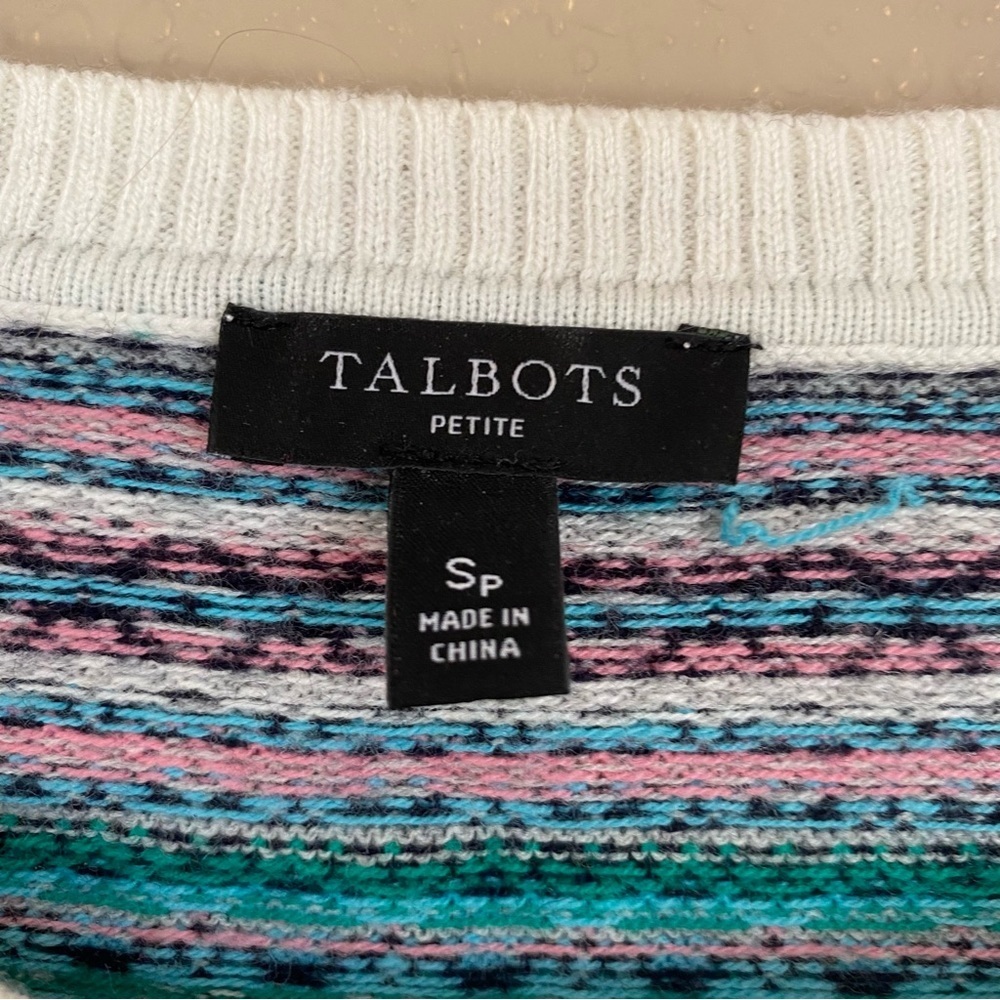 TALBOTS
PETITE
SP
MADE IN
CHINA